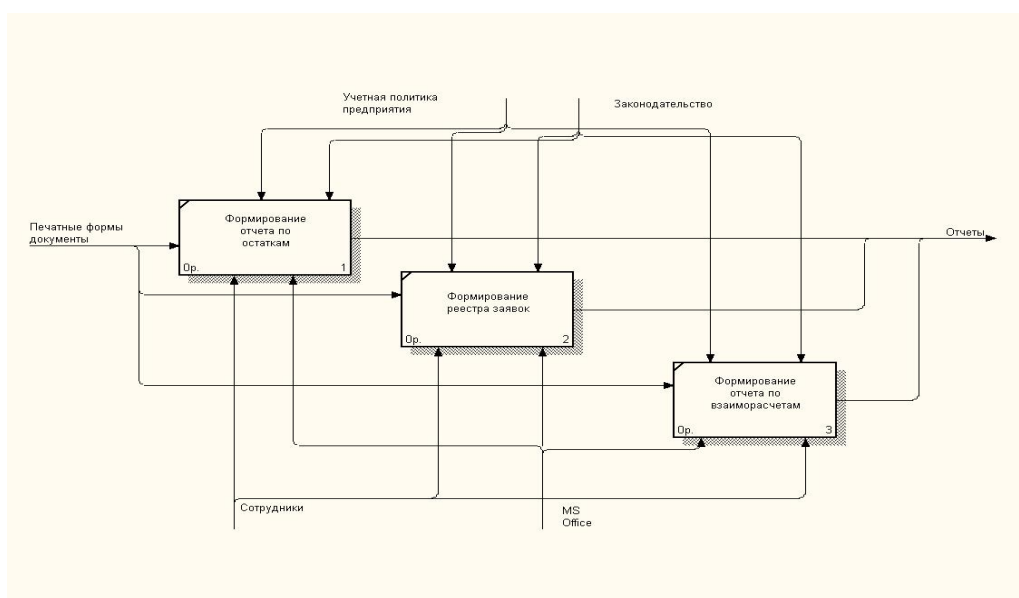 Учетная политика
предприятия
Законодательство
Печатные формы
документы
Формирование
отчета по
остаткам
0р.
1
Отчеты
Формирование
реестра заявок
0р.
2
Формирование
отчета по
взаиморасчетам
0р.
3
Сотрудники
MS
Office